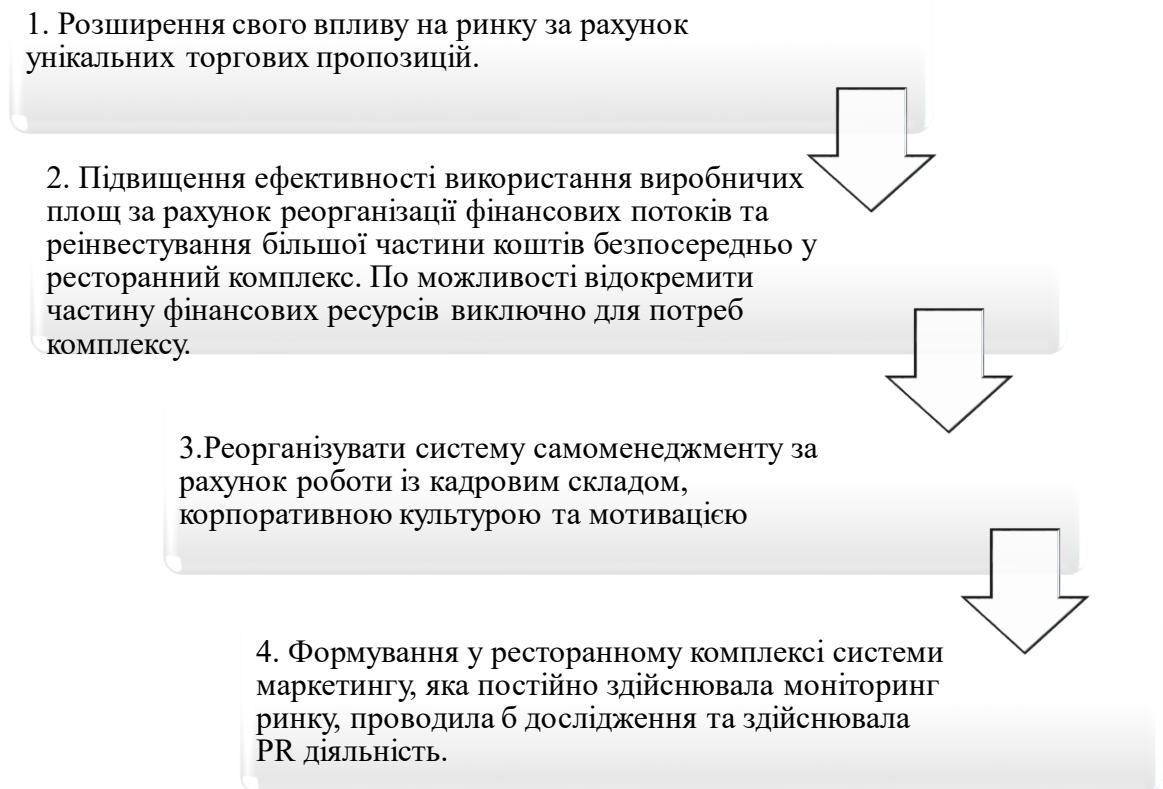 1. Розширення свого впливу на ринку за рахунок
унікальних торгових пропозицій.
2. Підвищення ефективності використання виробничих
площ за рахунок реорганізації фінансових потоків та
реінвестування більшої частини коштів безпосередньо у
ресторанний комплекс. По можливості відокремити
частину фінансових ресурсів виключно для потреб
комплексу.
3.Реорганізувати систему самоменеджменту за
рахунок роботи із кадровим складом,
корпоративною культурою та мотивацією
4. Формування у ресторанному комплексі системи
маркетингу, яка постійно здійснювала моніторинг
ринку, проводила б дослідження та здійснювала
PR діяльність.